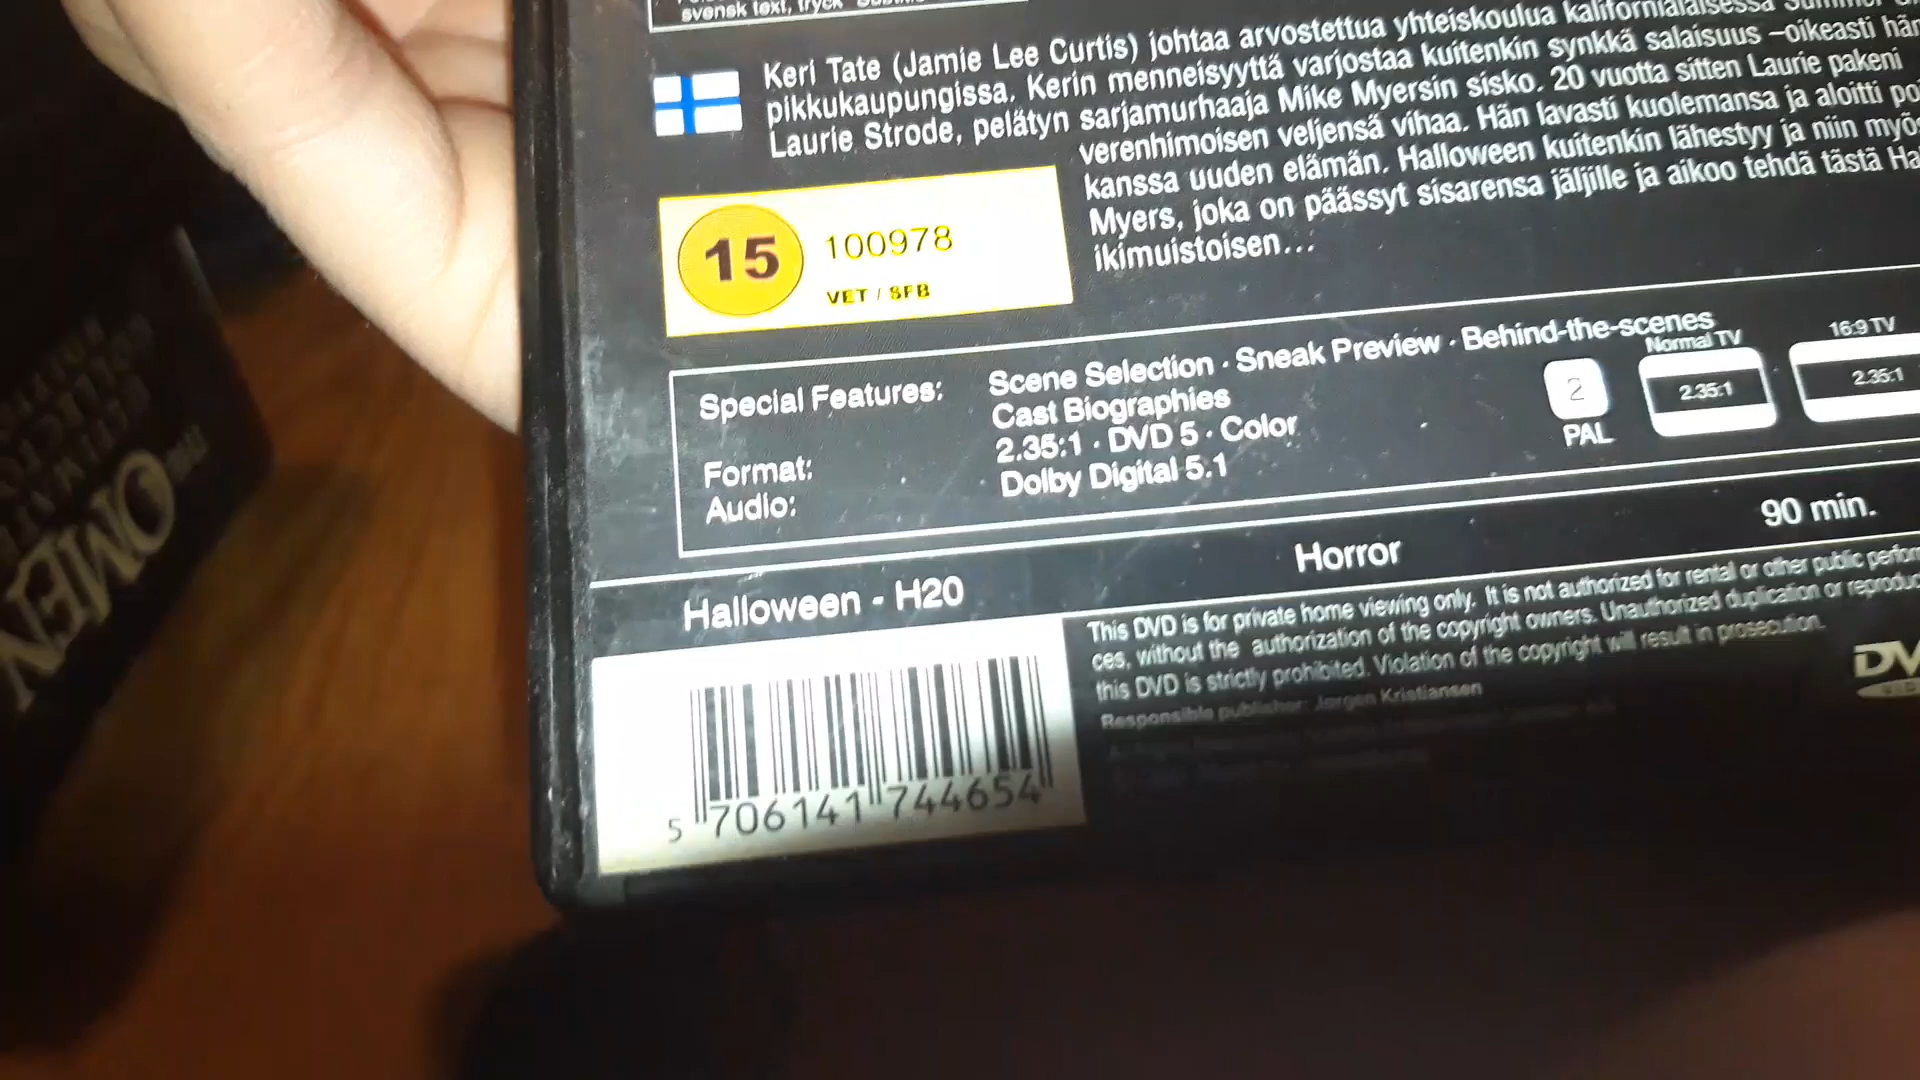 svensk text, tryck
Keri Tate (Jamie Lee Curtis) johtaa arvostettua yhteiskoulua kalifornialaisessa
pikkukaupungissa. Kerin menneisyyttä varjostaa kuitenkin synkkä salaisuus –oikeasti hän
Laurie Strode, pelätyn sarjamurhaaja Mike Myersin sisko. 20 vuotta sitten Laurie pakeni
verenhimoisen veljensä vihaa. Hän lavasti kuolemansa ja aloitti
kanssa uuden elämän. Halloween kuitenkin lähestyy ja niin
Myers, joka on päässyt sisarensa jäljille ja aikoo tehdä tästä
ikimuistoisen...
15 100978
VET / SFB
Special Features: Scene Selection · Sneak Preview · Behind-the-scenes
Cast Biographies
Format: 2.35:1 · DVD 5 · Color
Audio: Dolby Digital 5.1
2
PAL
Normal TV
2.35:1
16:9 TV
2.35:1
Halloween - H20 Horror 90 min.
This DVD is for private home viewing only. It is not authorized for rental or other public
ces, without the authorization of the copyright owners. Unauthorized duplication or
this DVD is strictly prohibited. Violation of the copyright will result in prosecution.
Responsible publisher: Jørgen Kristiansen
5 706141 744654
THE
OMEN